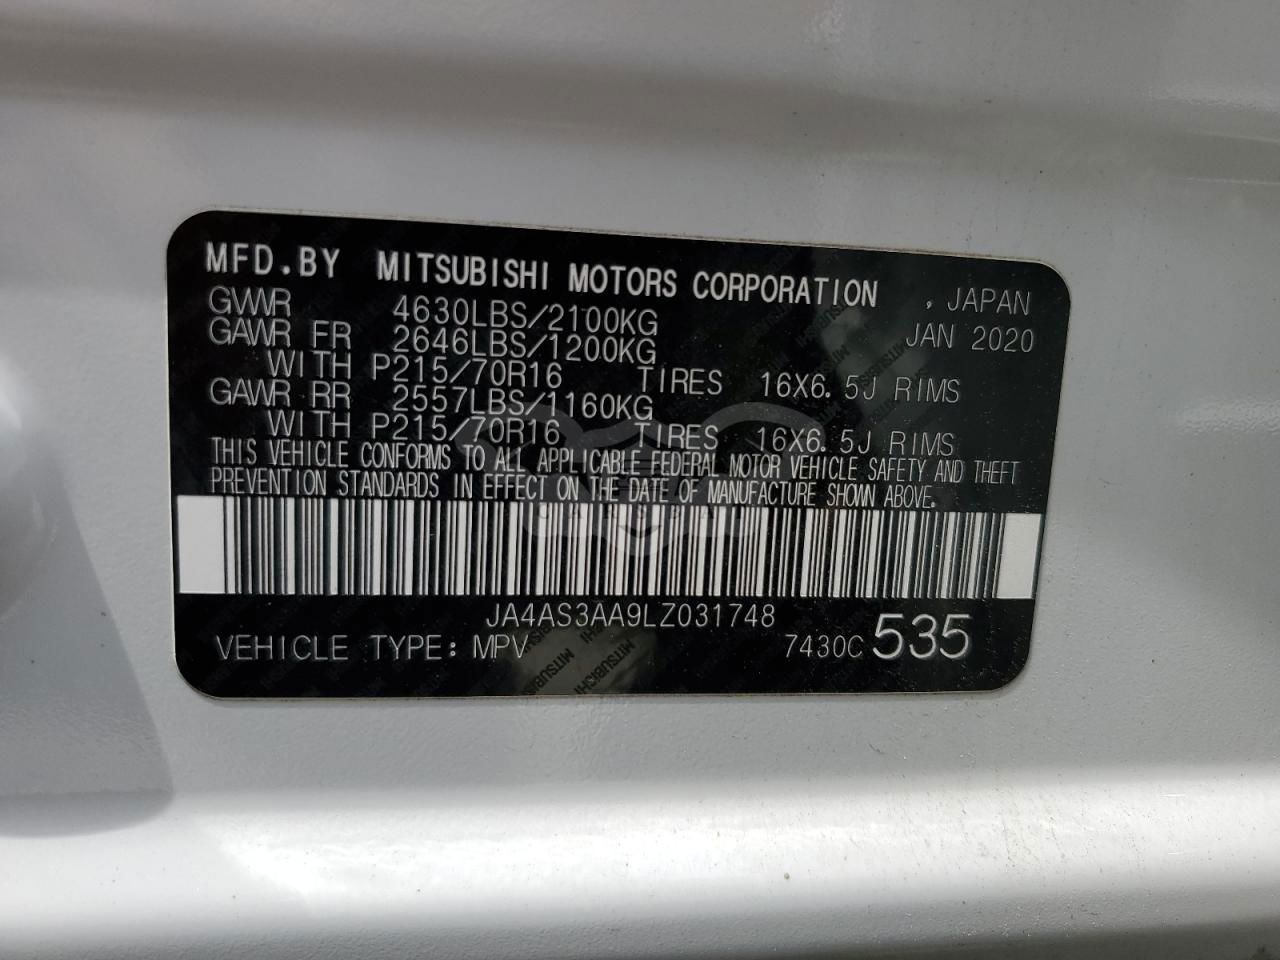 MFD.BY MITSUBISHI MOTORS CORPORATION , JAPAN
GVWR 4630LBS/2100KG JAN 2020
GAWR FR 2646LBS/1200KG
WITH P215/70R16 TIRES 16X6.5J RIMS
GAWR RR 2557LBS/1160KG
WITH P215/70R16 TIRES 16X6.5J RIMS
THIS VEHICLE CONFORMS TO ALL APPLICABLE FEDERAL MOTOR VEHICLE SAFETY AND THEFT
PREVENTION STANDARDS IN EFFECT ON THE DATE OF MANUFACTURE SHOWN ABOVE.
JA4AS3AA9LZ031748
VEHICLE TYPE: MPV 7430C 535
MITSUBISHI